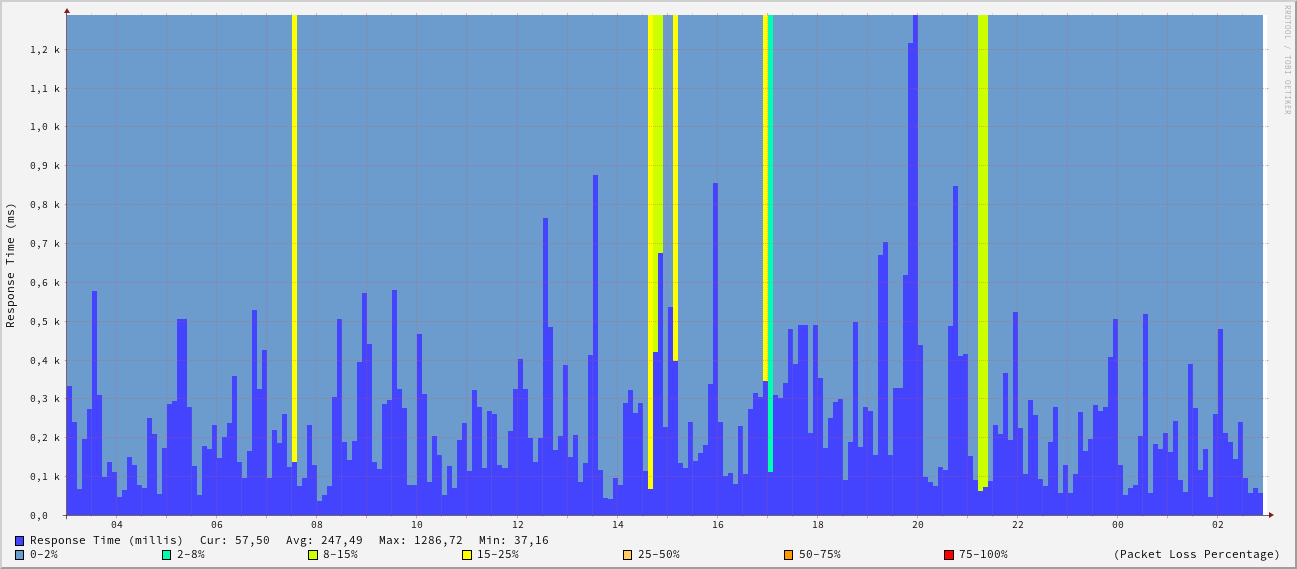 RRDTOOL / TOBI OETIKER
Response Time (ms)
1,2 k
1,1 k
1,0 k
0,9 k
0,8 k
0,7 k
0,6 k
0,5 k
0,4 k
0,3 k
0,2 k
0,1 k
0,0
04 06 08 10 12 14 16 18 20 22 00 02
Response Time (millis) Cur: 57,50 Avg: 247,49 Max: 1286,72 Min: 37,16
0-2% 2-8% 8-15% 15-25% 25-50% 50-75% 75-100% (Packet Loss Percentage)